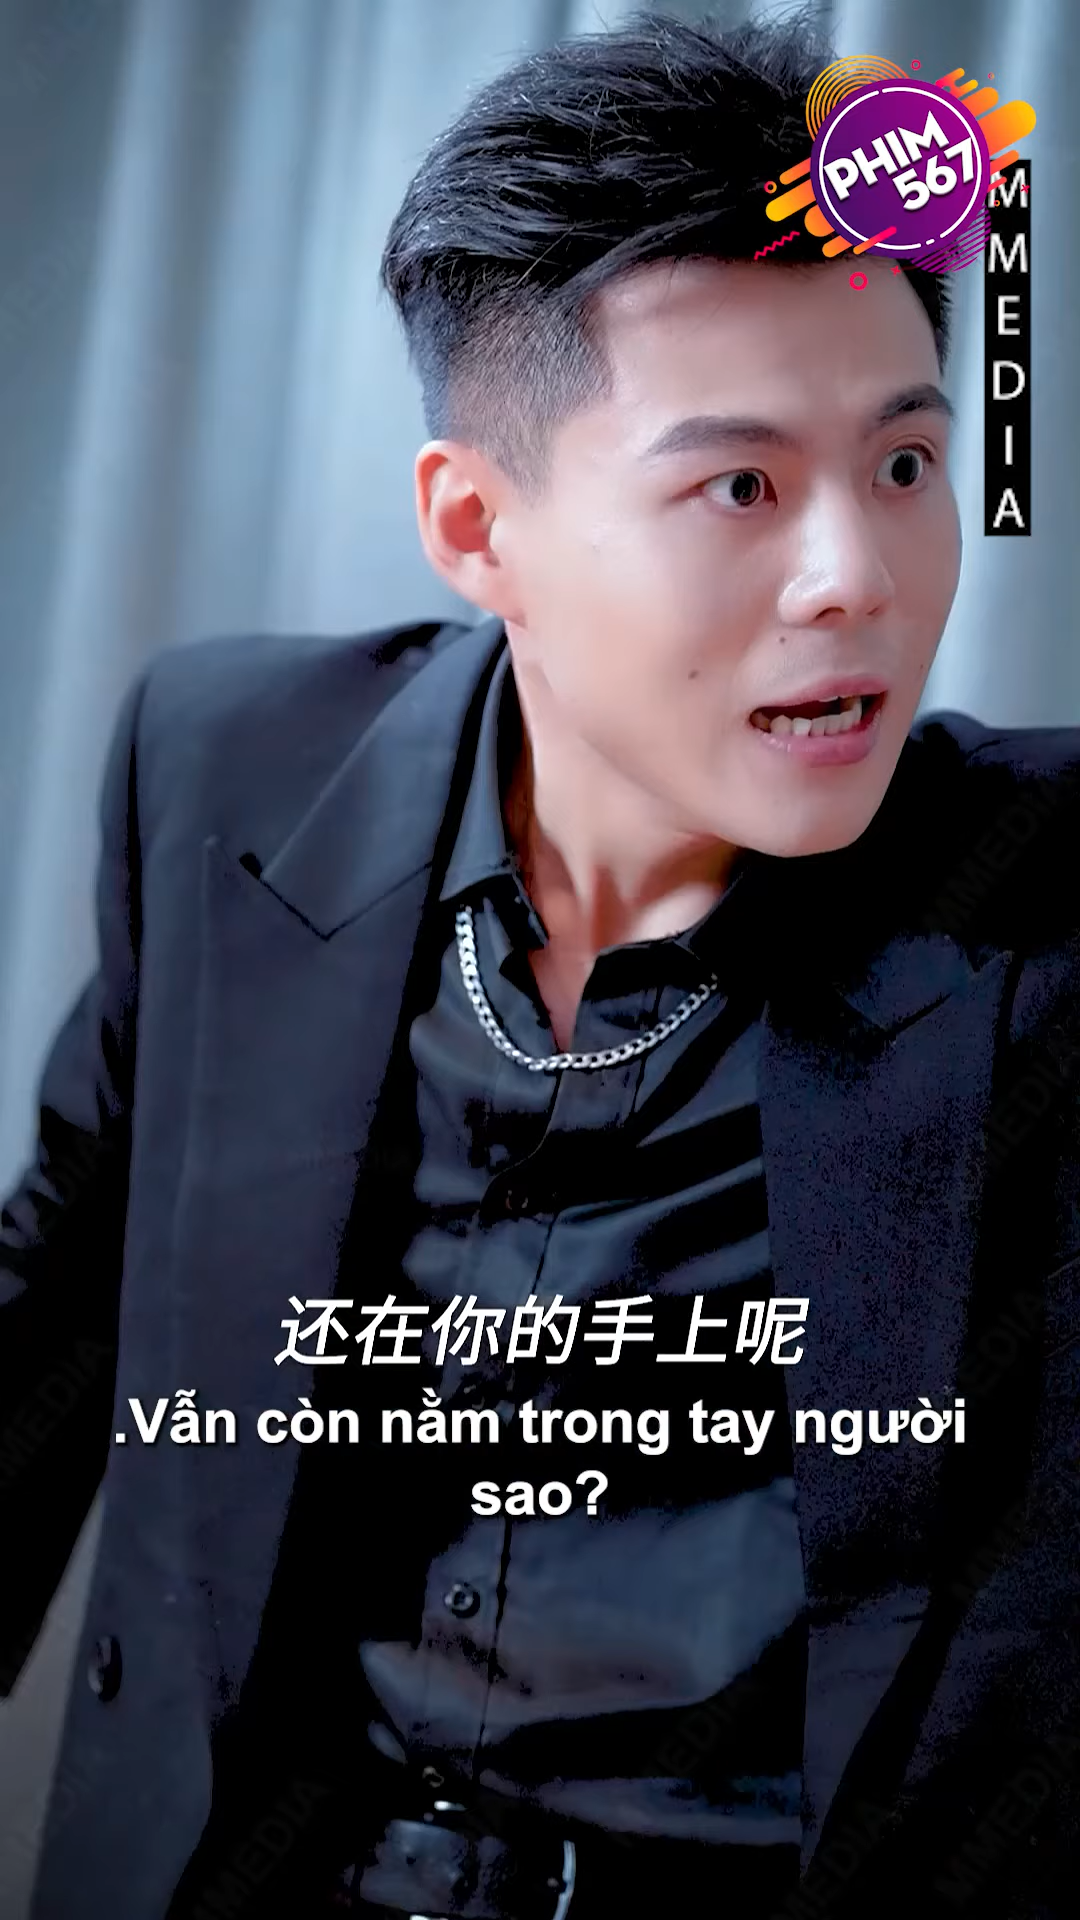 PHIM
567
MMEDIA
还在你的手上呢
.Vẫn còn nằm trong tay người
sao?